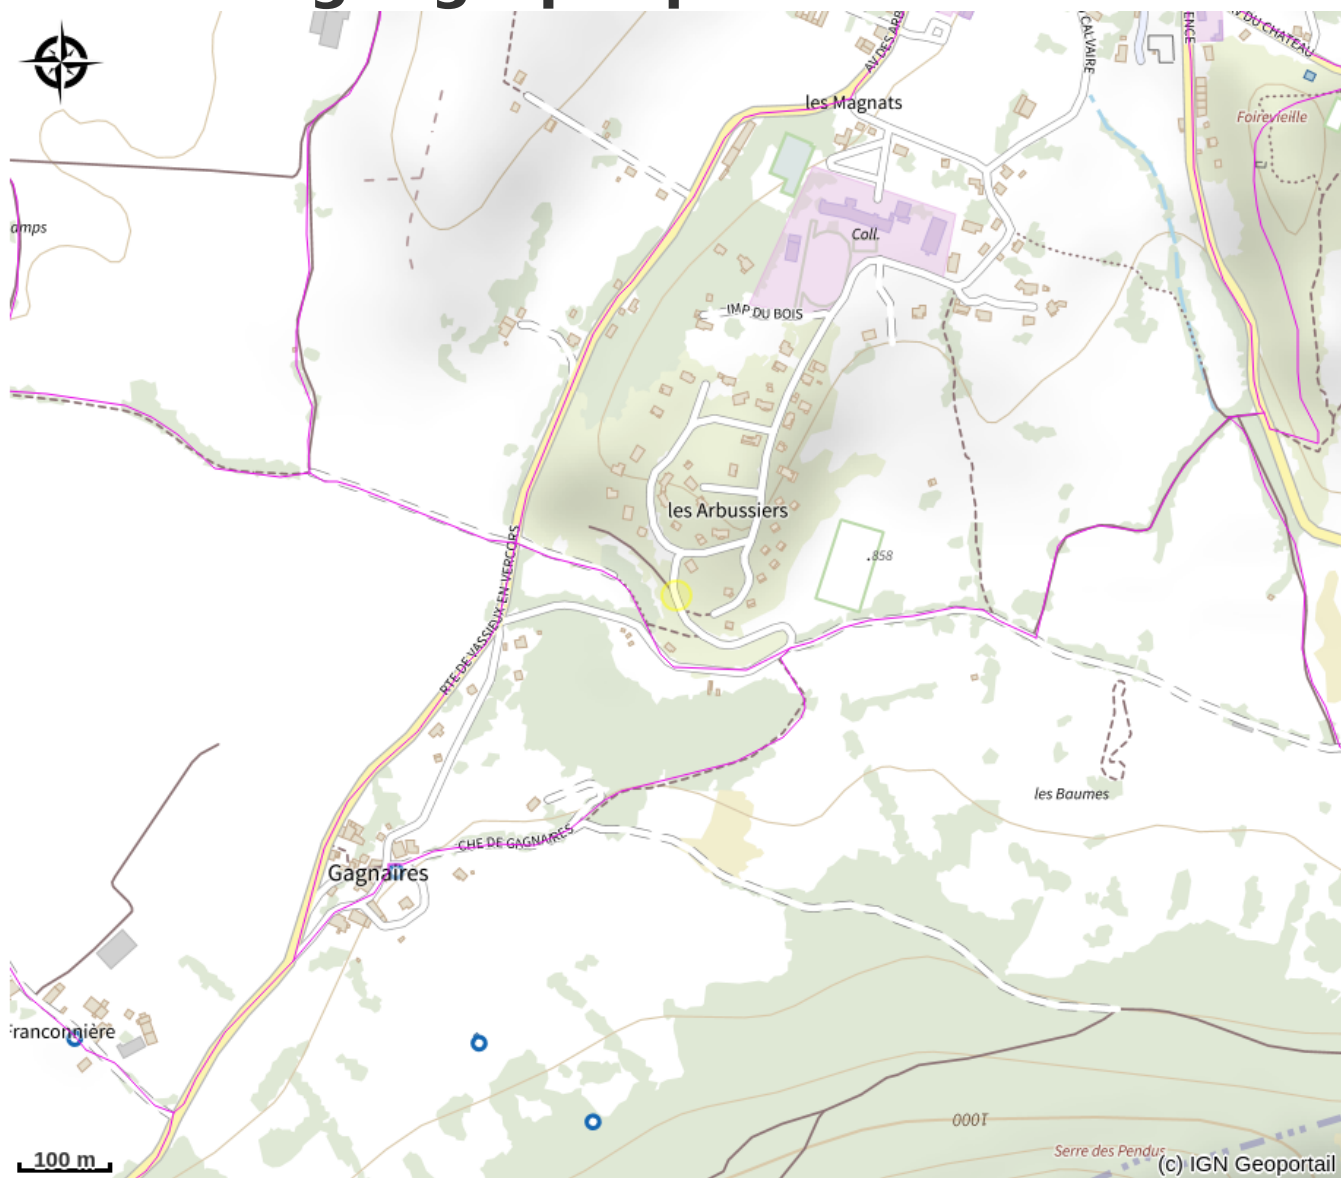 AV DES ARB
CALVAIRE
ENCE
AV DU CHATEAU
les Magnats
Foirevieille
Coll.
amps
IMP DU BOIS
les Arbussiers
.858
RTE DE VASSIEUX-EN-VERCORS
les Baumes
CHE DE GAGNAIRES
Gagnaires
Franconnière
1000
Serre des Pendus
100 m
(c) IGN Geoportail